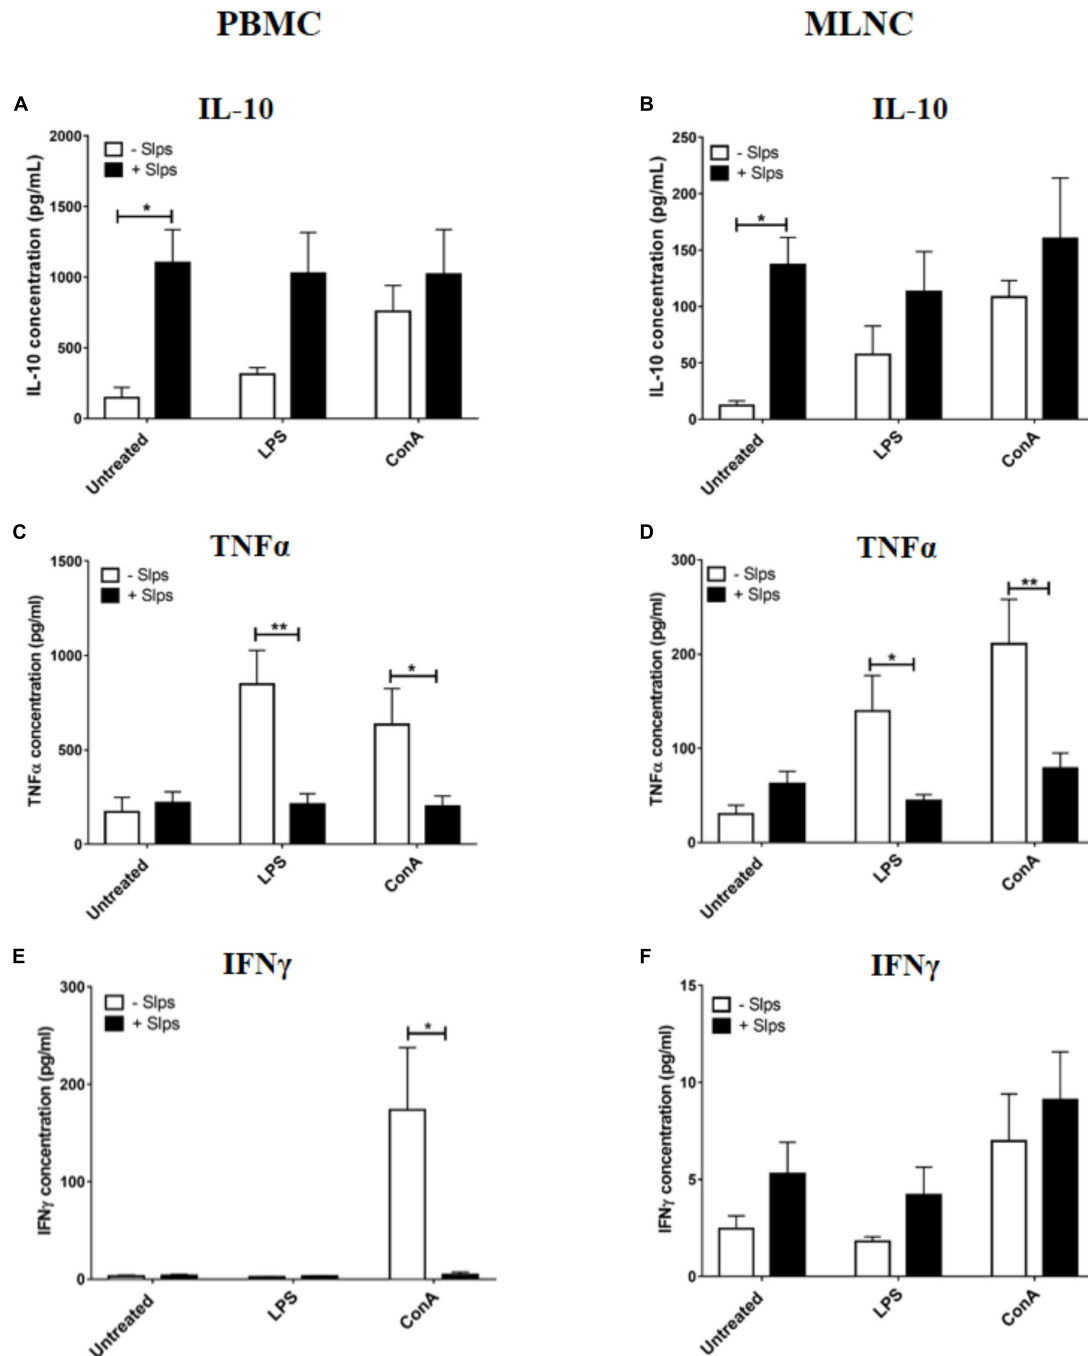 PBMC
MLNC
A
IL-10
IL-10 concentration (pg/mL)
2000
1500
1000
500
0
- Slps
+ Slps
*
Untreated
LPS
ConA
B
IL-10
IL-10 concentration (pg/mL)
250
200
150
100
50
0
- Slps
+ Slps
*
Untreated
LPS
ConA
C
TNFα
TNFα concentration (pg/ml)
1500
1000
500
0
- Slps
+ Slps
**
*
Untreated
LPS
ConA
D
TNFα
TNFα concentration (pg/ml)
300
200
100
0
- Slps
+ Slps
*
**
Untreated
LPS
ConA
E
IFNγ
IFNγ concentration (pg/ml)
300
200
100
0
- Slps
+ Slps
*
Untreated
LPS
ConA
F
IFNγ
IFNγ concentration (pg/ml)
15
10
5
0
- Slps
+ Slps
Untreated
LPS
ConA